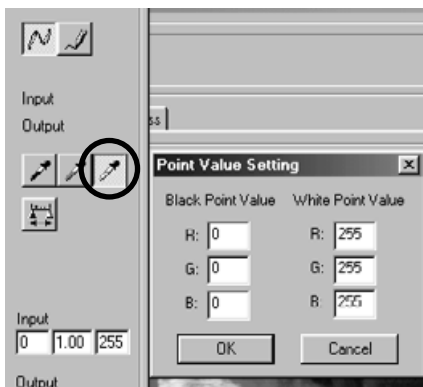 Input
Output
ss
Point Value Setting
Black Point Value White Point Value
R: 0 R: 255
G: 0 G: 255
B: 0 B: 255
OK Cancel
Input
0 1.00 255
Output